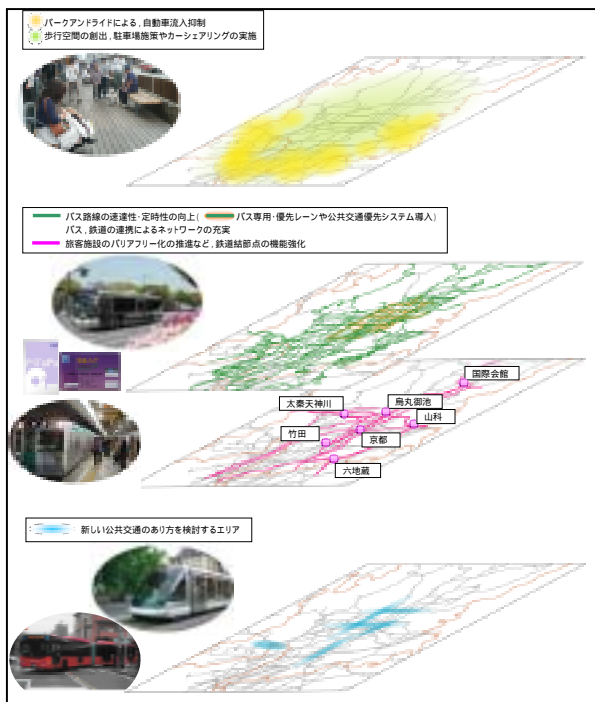 パークアンドライドによる，自動車流入抑制
歩行空間の創出，駐車場施策やカーシェアリングの実施
バス路線の速達性・定時性の向上( バス専用・優先レーンや公共交通優先システム導入)
バス，鉄道の連携によるネットワークの充実
旅客施設のバリアフリー化の推進など，鉄道結節点の機能強化
国際会館
太秦天神川
烏丸御池
山科
竹田
京都
六地蔵
新しい公共交通のあり方を検討するエリア